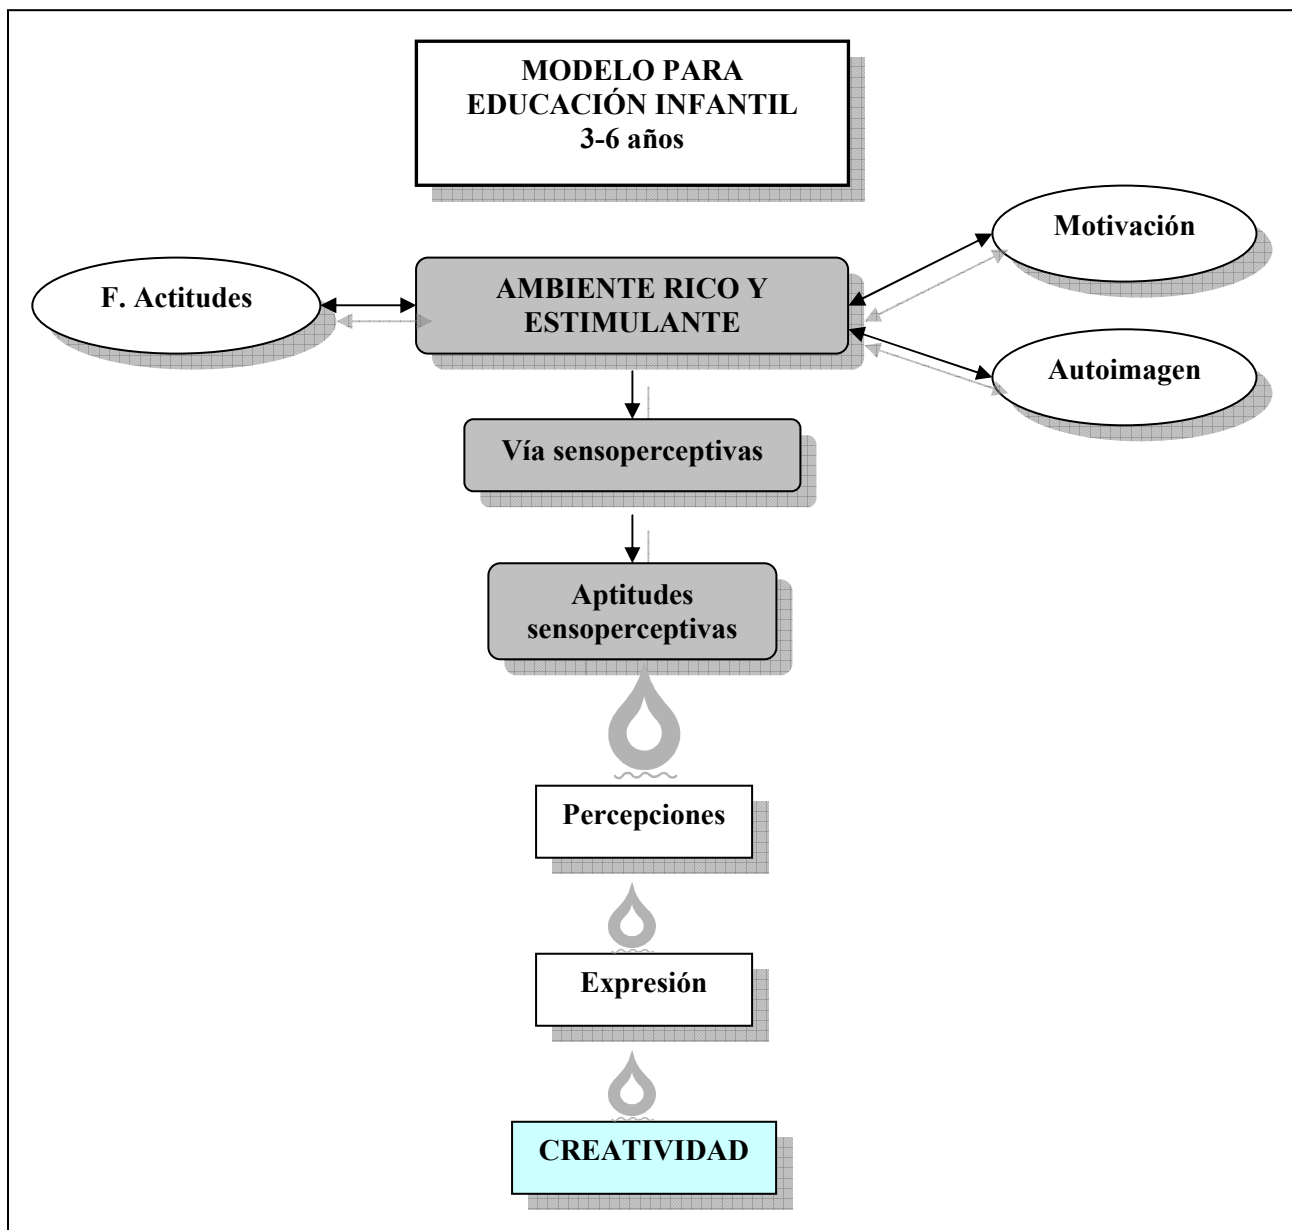 MODELO PARA
EDUCACIÓN INFANTIL
3-6 años
Motivación
F. Actitudes
AMBIENTE RICO Y
ESTIMULANTE
Autoimagen
Vía sensoperceptivas
Aptitudes
sensoperceptivas
Percepciones
Expresión
CREATIVIDAD